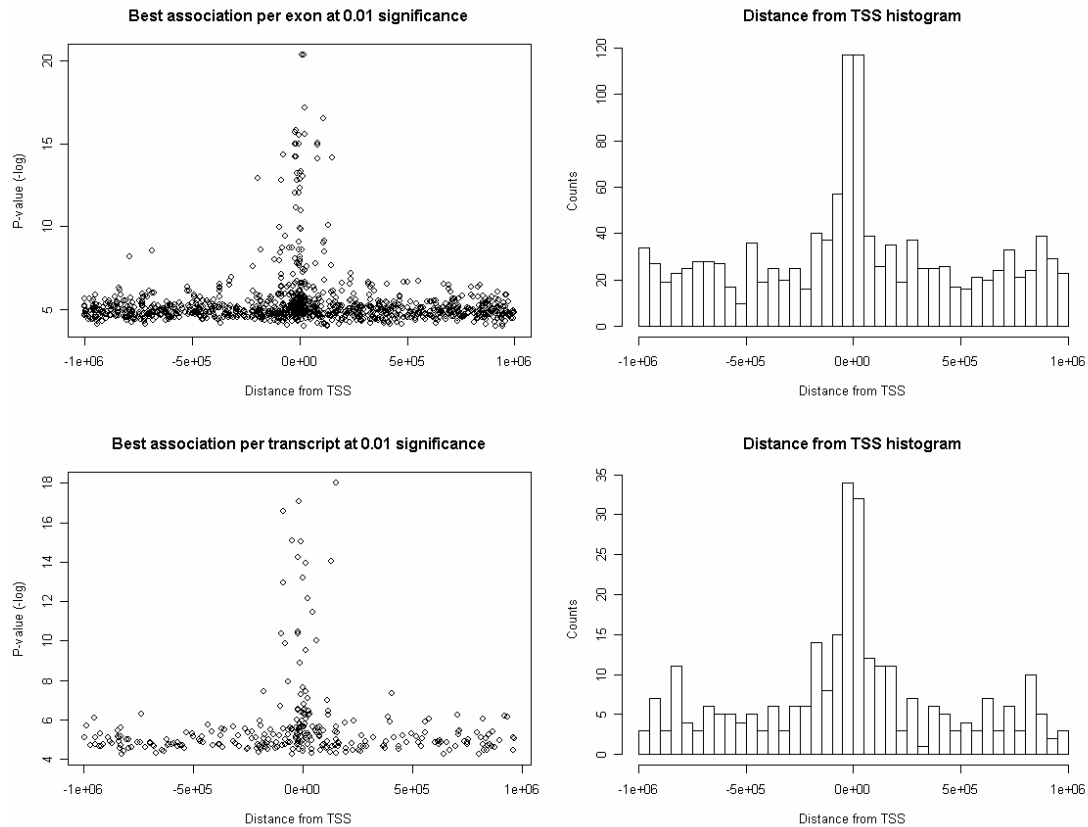 Best association per exon at 0.01 significance
P-value (-log)
20
15
10
5
-1e+06 -5e+05 0e+00 5e+05 1e+06
Distance from TSS
Distance from TSS histogram
Counts
120
100
80
60
40
20
0
-1e+06 -5e+05 0e+00 5e+05 1e+06
Distance from TSS
Best association per transcript at 0.01 significance
P-value (-log)
18
16
14
12
10
8
6
4
-1e+06 -5e+05 0e+00 5e+05 1e+06
Distance from TSS
Distance from TSS histogram
Counts
35
30
25
20
15
10
5
0
-1e+06 -5e+05 0e+00 5e+05 1e+06
Distance from TSS